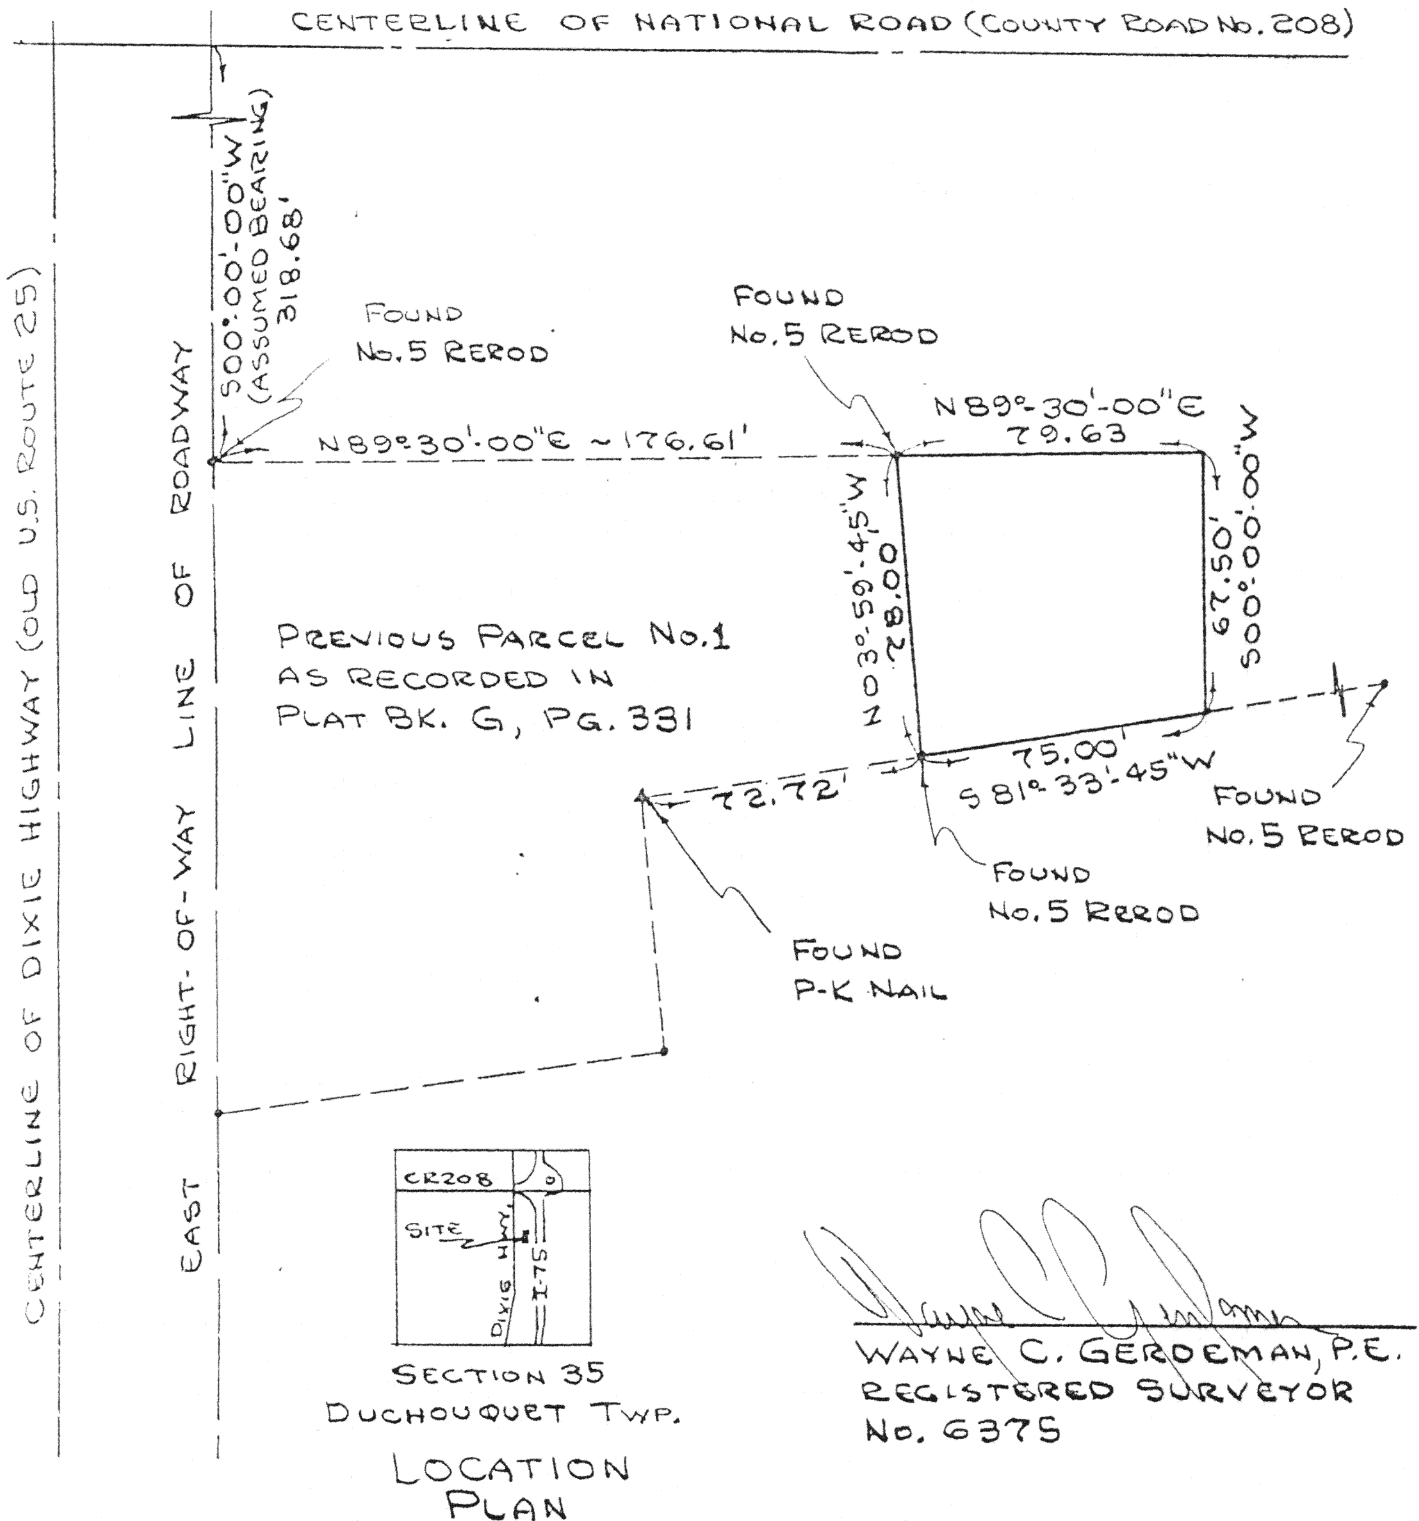 CENTERLINE OF NATIONAL ROAD (COUNTY ROAD No. 208)
CENTERLINE OF DIXIE HIGHWAY (OLD U.S. ROUTE 25)
EAST RIGHT-OF-WAY LINE OF ROADWAY
S00°-00'-00"W
(ASSUMED BEARING)
318.68'
FOUND
No. 5 REROD
N89°30'-00"E ~ 176.61'
FOUND
No. 5 REROD
N89°-30'-00"E
79.63
N03°-59'-45"W
78.00
67.50'
S00°-00'-00"W
PREVIOUS PARCEL No. 1
AS RECORDED IN
PLAT BK. G, PG. 331
75.00'
S81°-33'-45"W
72.72'
FOUND
No. 5 REROD
FOUND
No. 5 REROD
FOUND
P-K NAIL
CR208
SITE
DIXIE HWY.
I-75
SECTION 35
DUCHOUQUET TWP.
LOCATION
PLAN
WAYNE C. GERDEMAN, P.E.
REGISTERED SURVEYOR
No. 6375